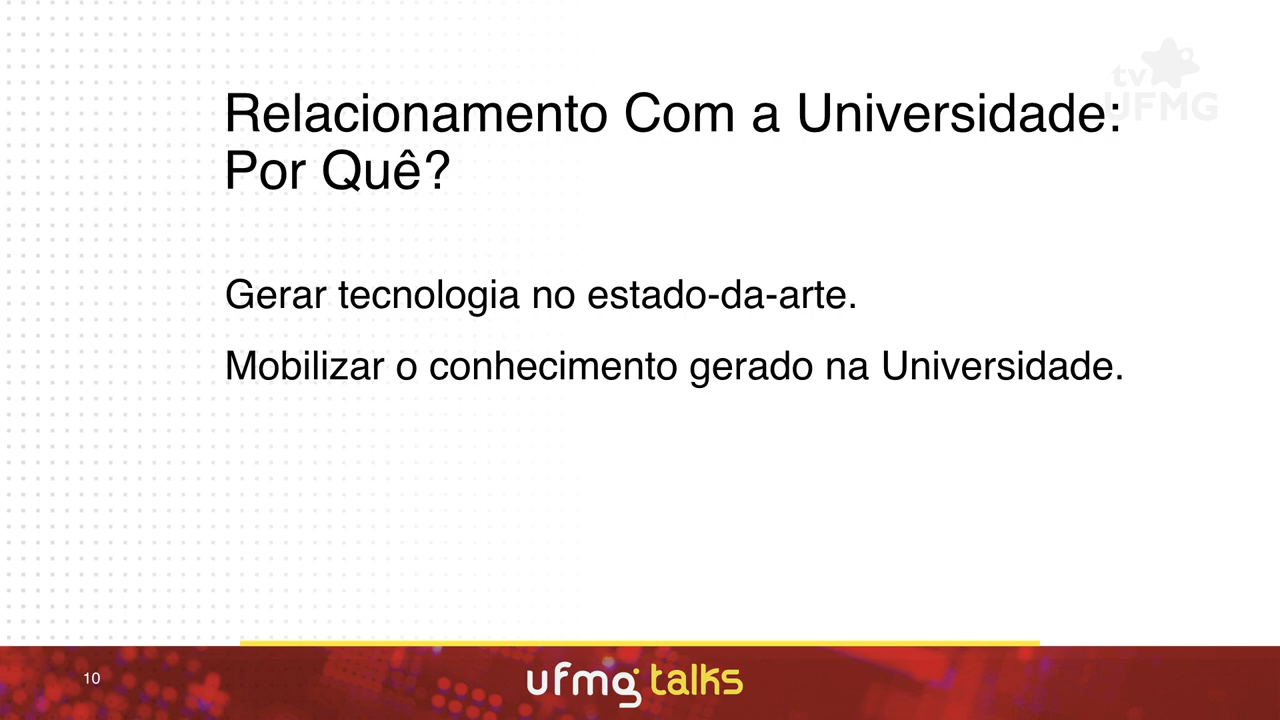 tv
UFMG
Relacionamento Com a Universidade:
Por Quê?
Gerar tecnologia no estado-da-arte.
Mobilizar o conhecimento gerado na Universidade.
10
ufmg talks